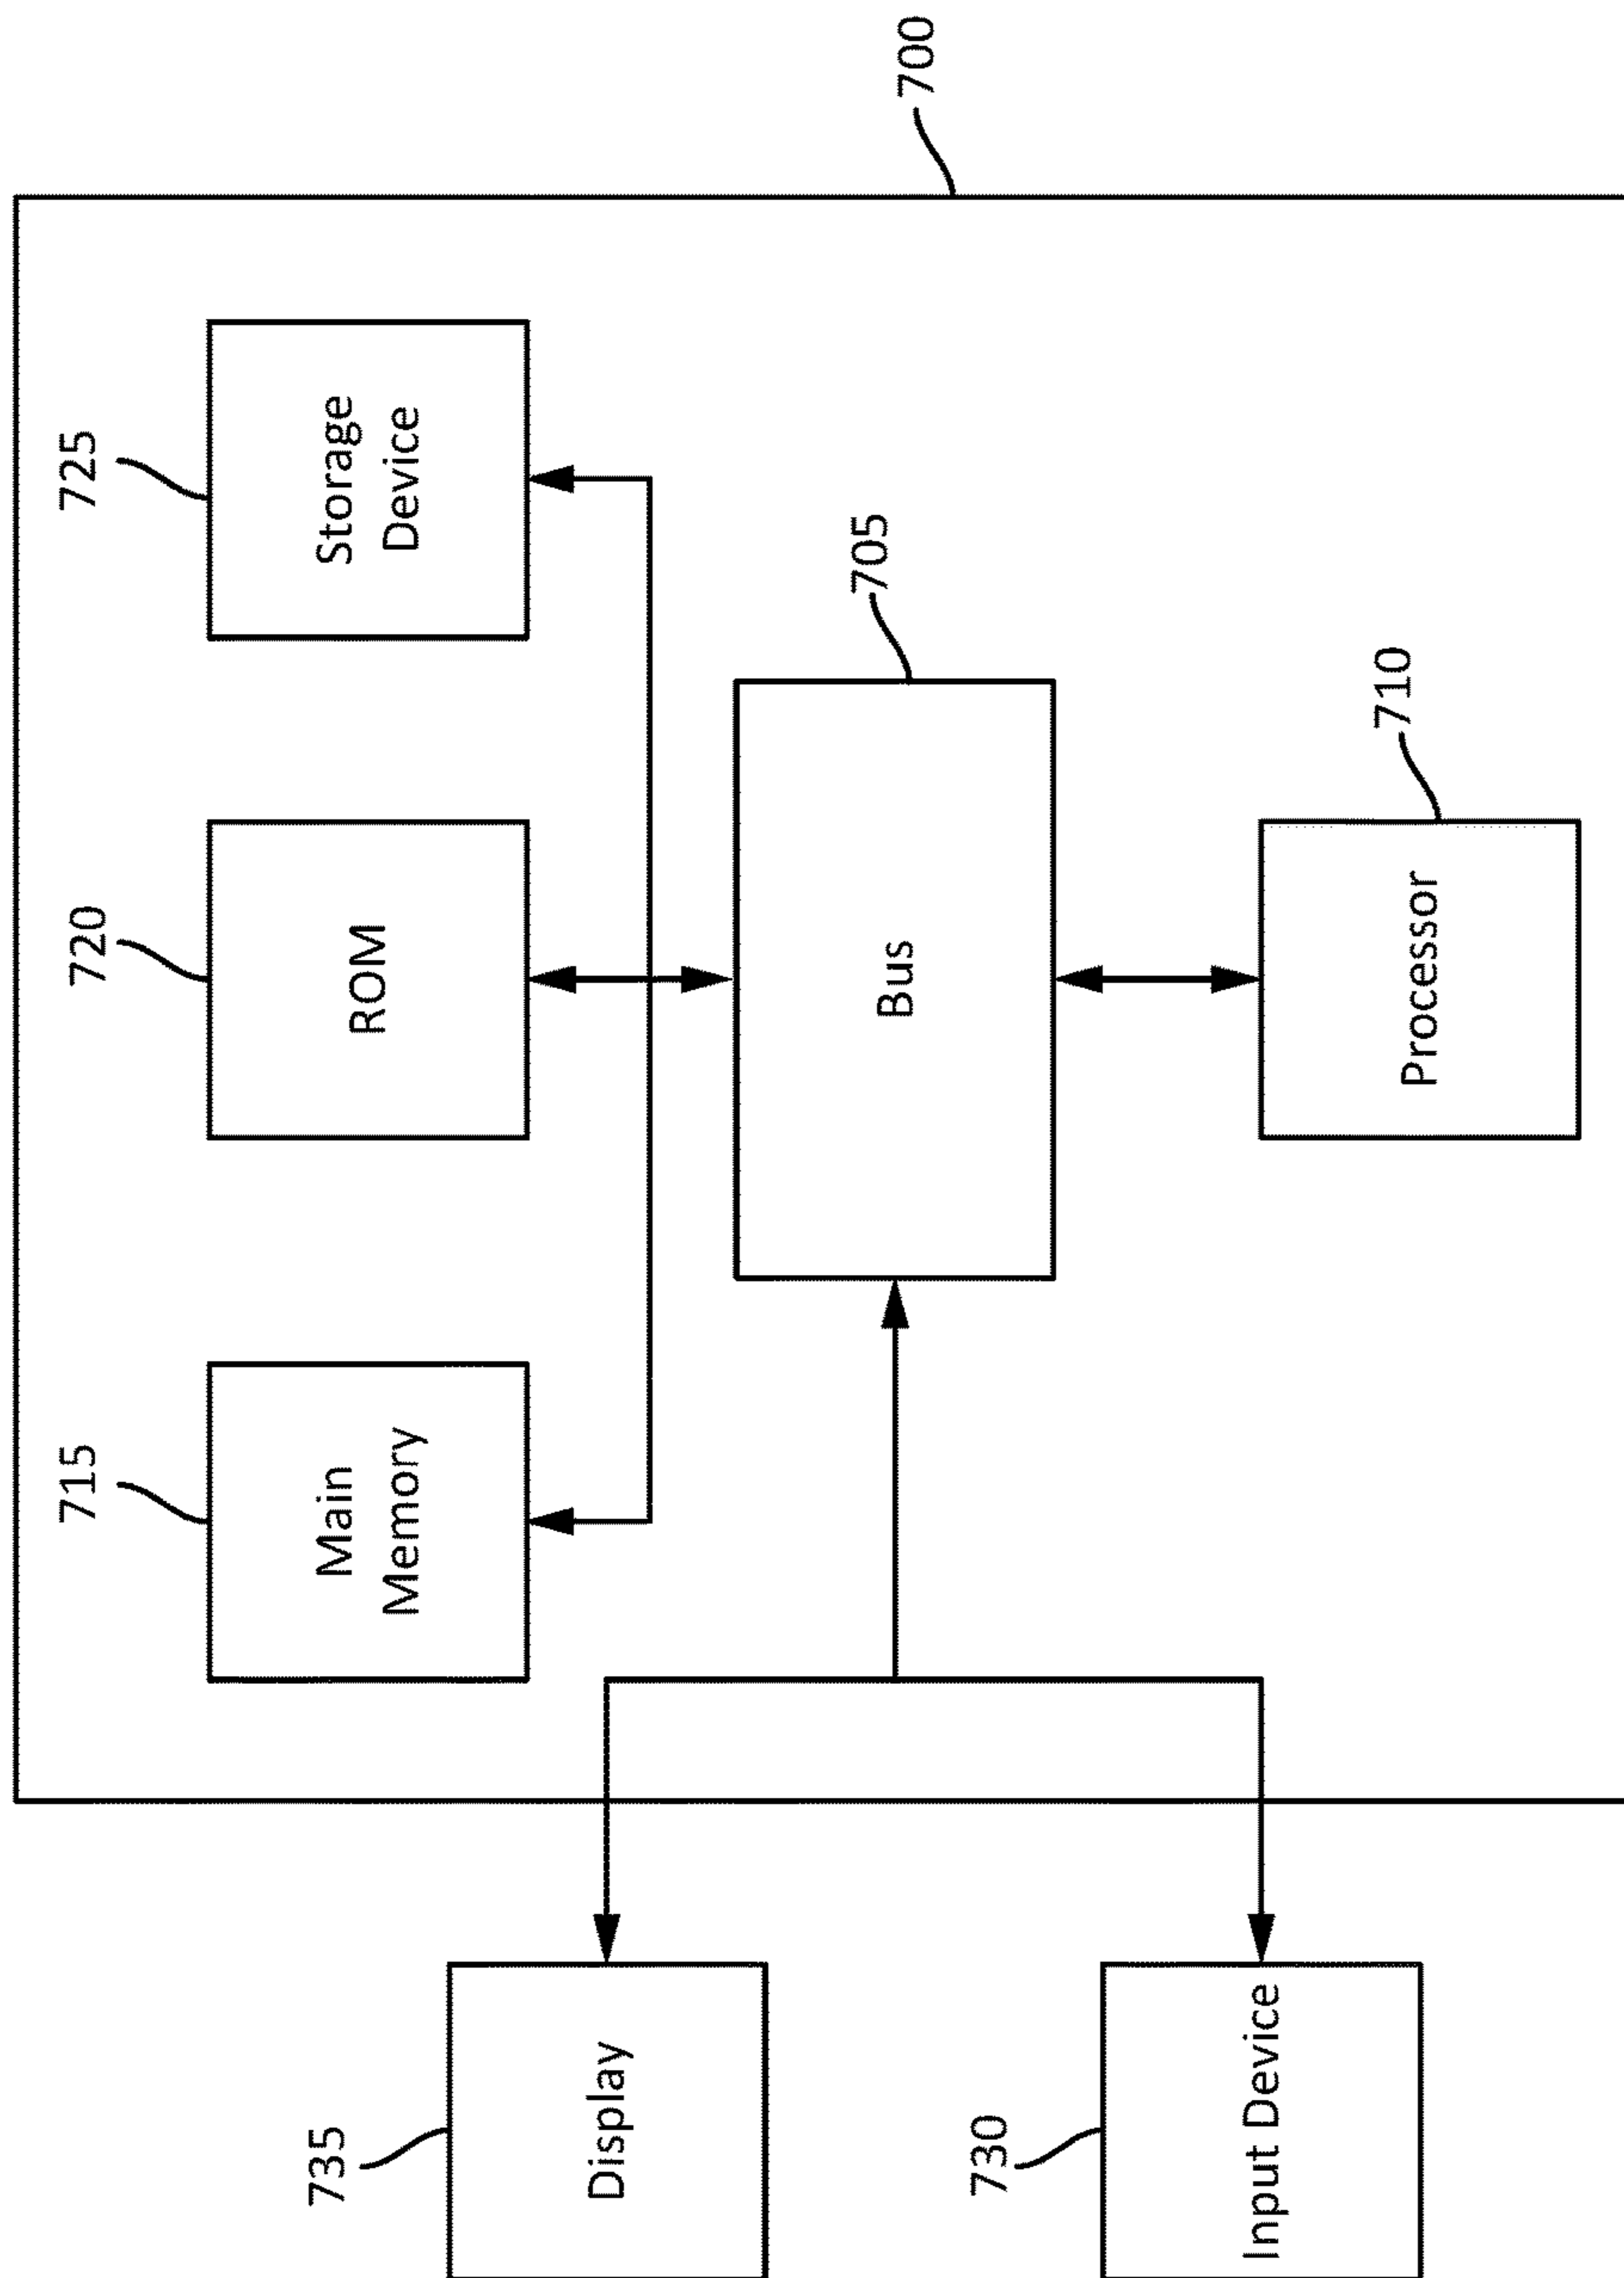 700
715
720
725
Main
Memory
ROM
Storage
Device
735
Display
705
Bus
730
Input Device
710
Processor